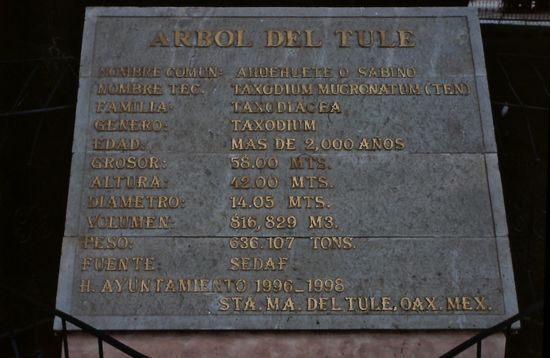 ARBOL DEL TULE
NOMBRE COMUN: AHUEHUETE O SABINO
NOMBRE TEC. TAXODIUM MUCRONATUM (TEN)
FAMILIA: TAXODIACEA
GENERO: TAXODIUM
EDAD: MAS DE 2,000 AÑOS
GROSOR: 58.00 MTS.
ALTURA: 42.00 MTS.
DIAMETRO: 14.05 MTS.
VOLUMEN: 816,829 M3.
PESO: 636.107 TONS.
FUENTE: SEDAF
H. AYUNTAMIENTO 1996-1998
STA. MA. DEL TULE, OAX. MEX.